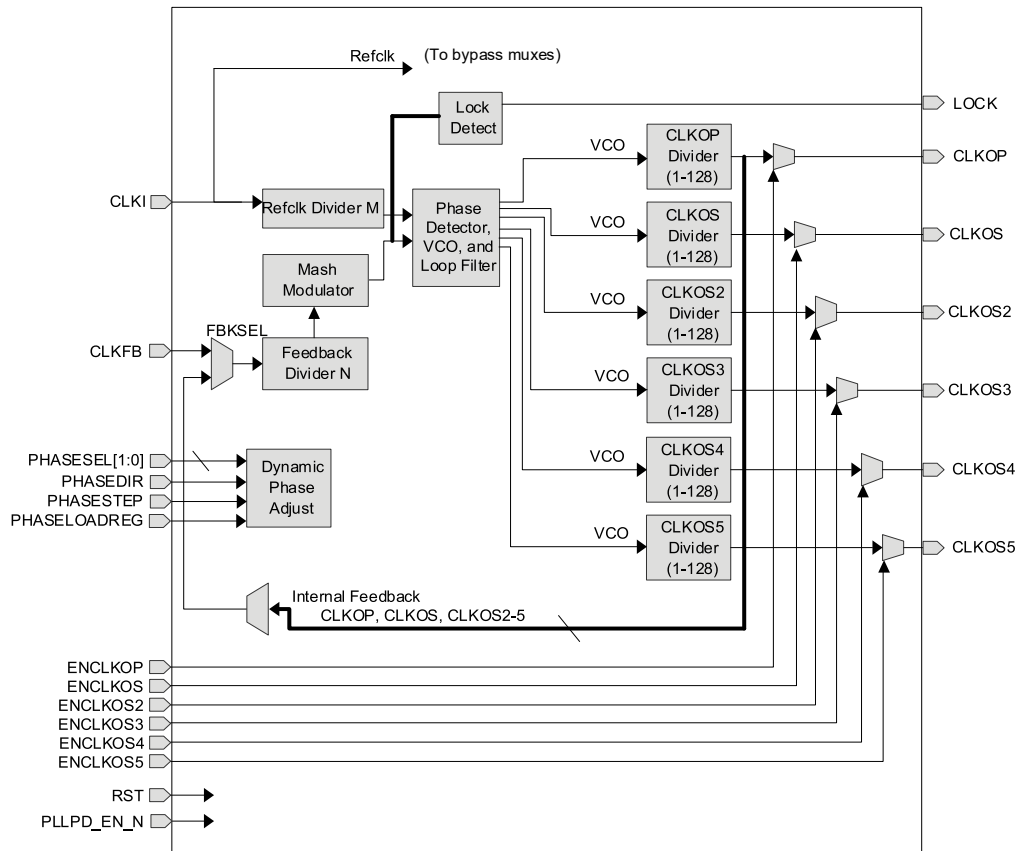 Refclk
(To bypass muxes)
Lock
Detect
LOCK
VCO
CLKOP
Divider
(1-128)
CLKOP
CLKI
Refclk Divider M
Phase
Detector,
VCO, and
Loop Filter
VCO
CLKOS
Divider
(1-128)
CLKOS
Mash
Modulator
VCO
CLKOS2
Divider
(1-128)
CLKOS2
FBKSEL
CLKFB
Feedback
Divider N
VCO
CLKOS3
Divider
(1-128)
CLKOS3
PHASESEL[1:0]
PHASEDIR
PHASESTEP
PHASELOADREG
Dynamic
Phase
Adjust
VCO
CLKOS4
Divider
(1-128)
CLKOS4
VCO
CLKOS5
Divider
(1-128)
CLKOS5
Internal Feedback
CLKOP, CLKOS, CLKOS2-5
ENCLKOP
ENCLKOS
ENCLKOS2
ENCLKOS3
ENCLKOS4
ENCLKOS5
RST
PLLPD_EN_N